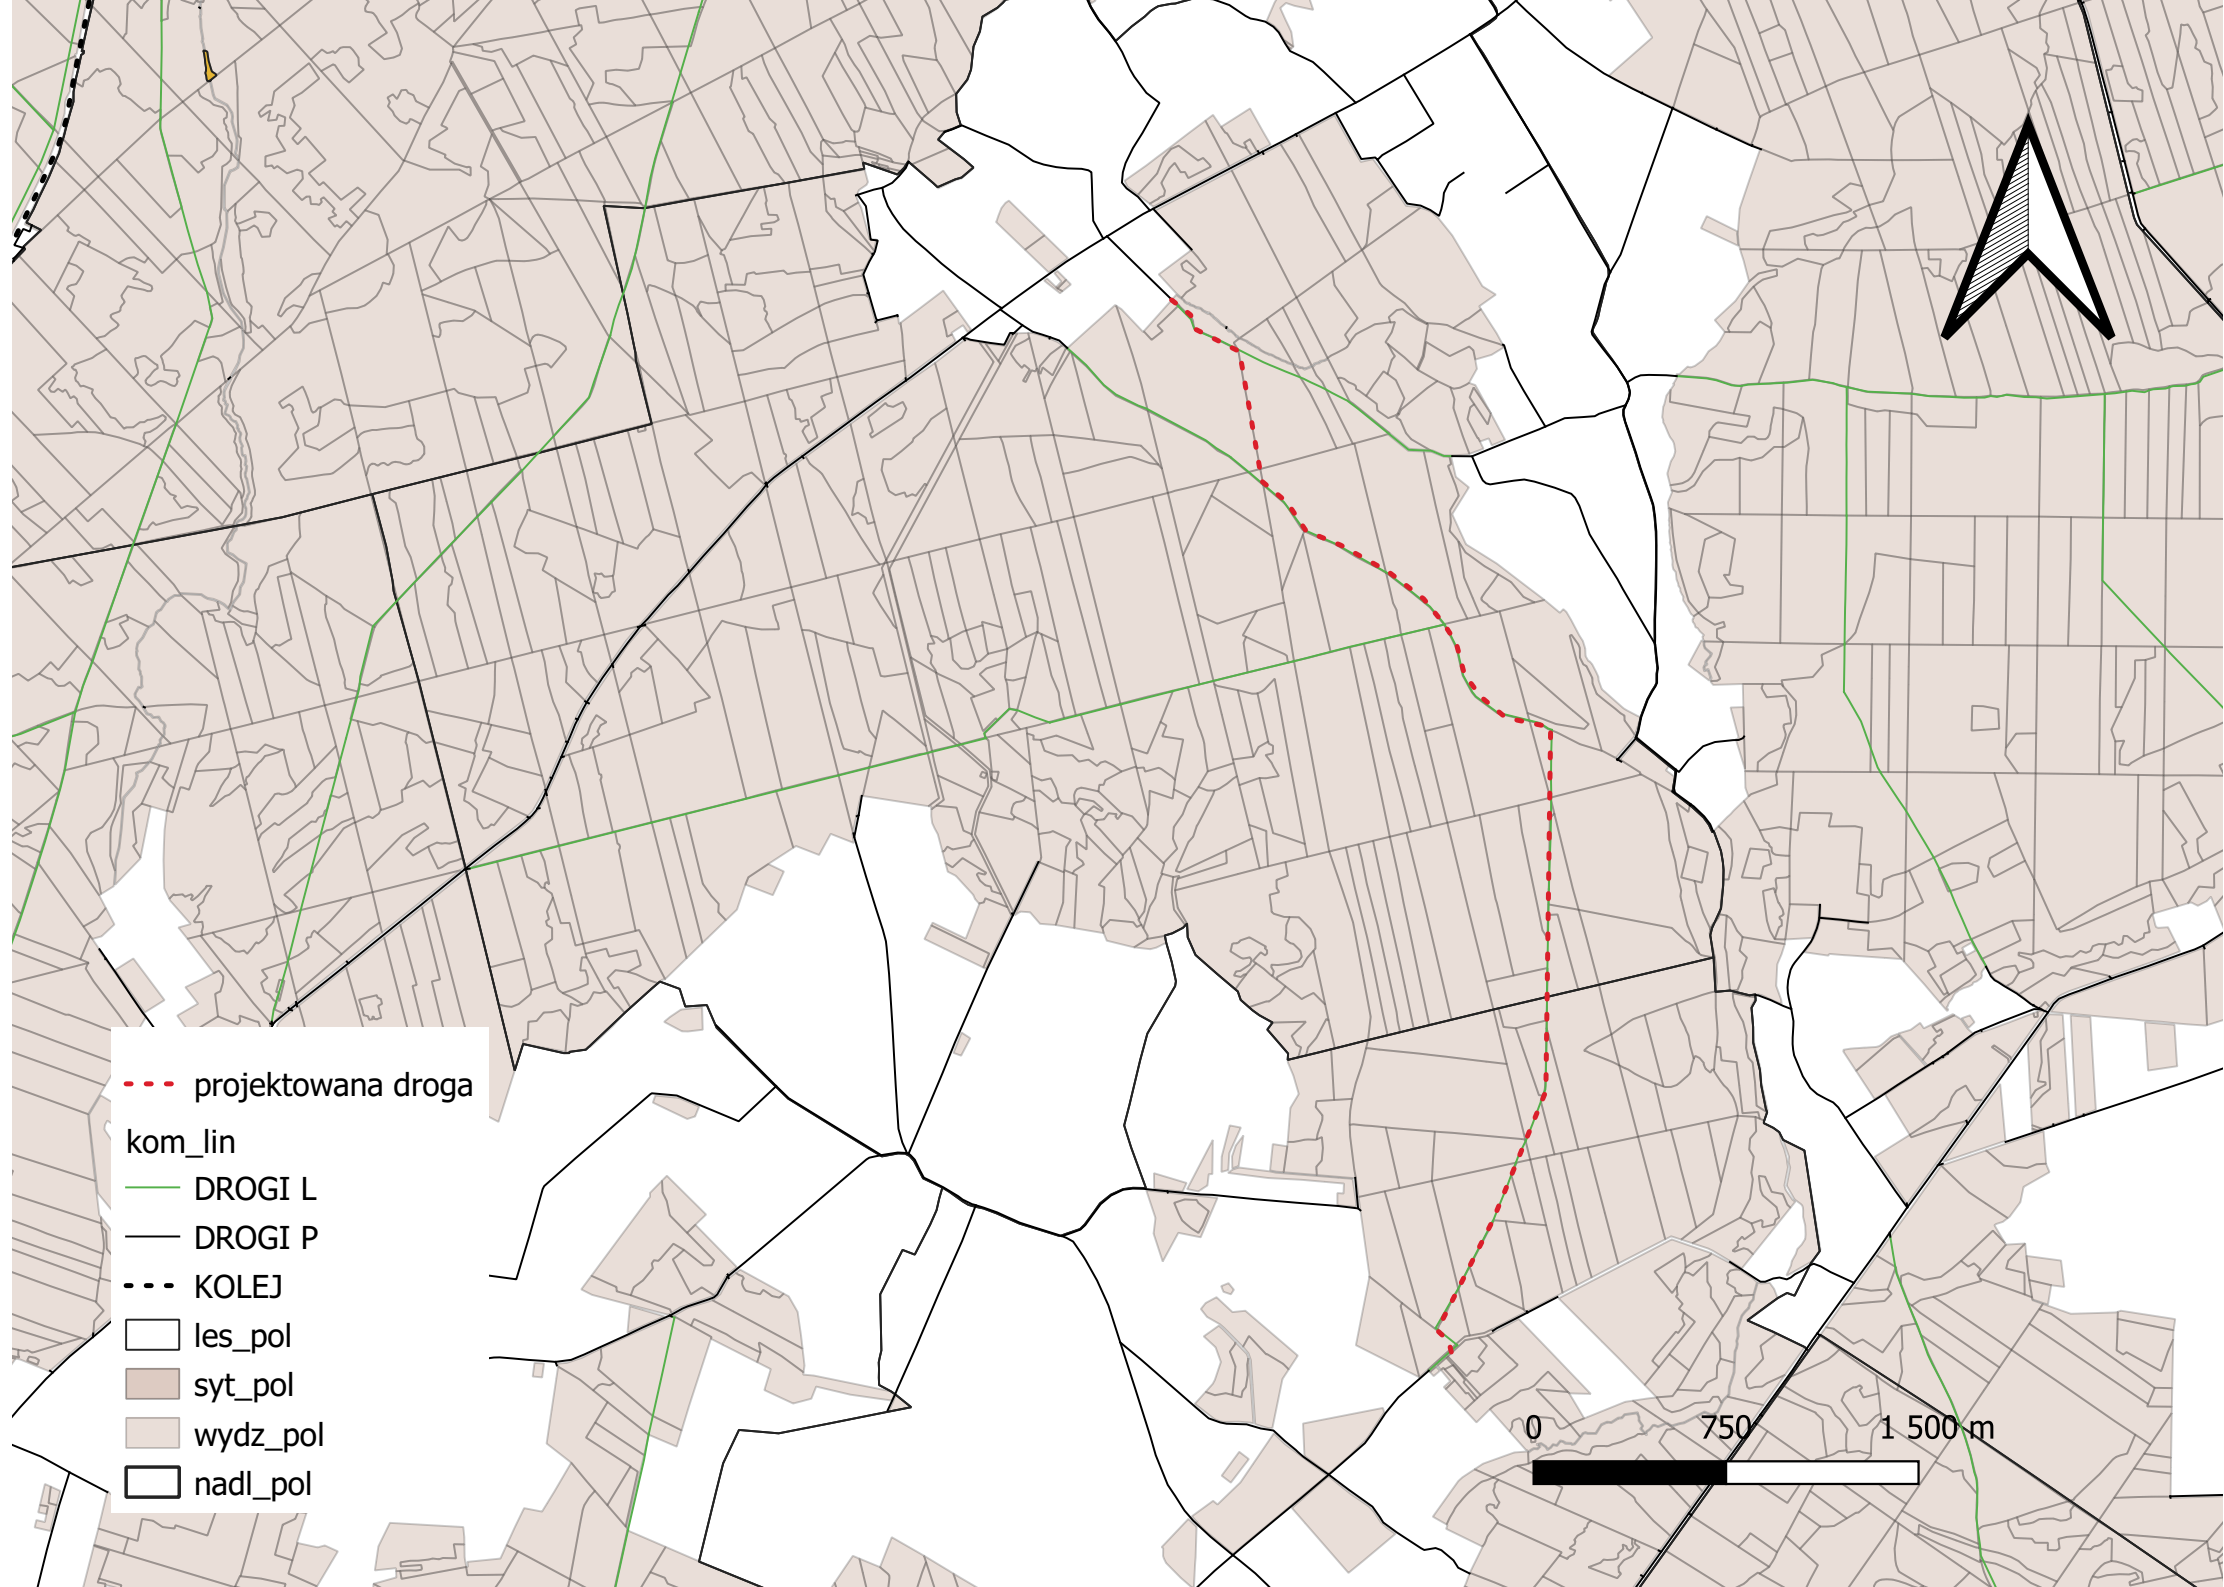 projektowana droga
kom_lin
DROGI L
DROGI P
KOLEJ
les_pol
syt_pol
wydz_pol
nadl_pol
0 750 1 500 m